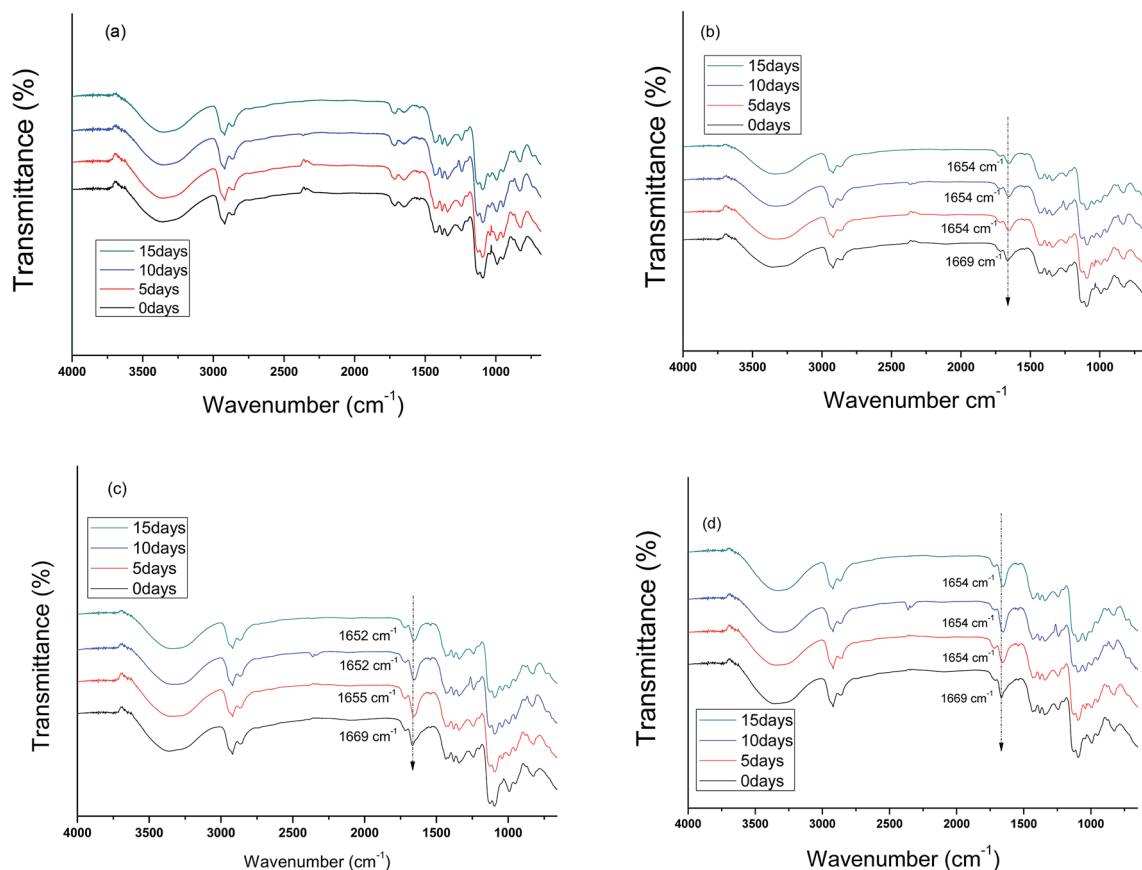 (a)
Transmittance (%)
15days
10days
5days
0days
4000 3500 3000 2500 2000 1500 1000
Wavenumber (cm-1)
(b)
Transmittance (%)
15days
10days
5days
0days
1654 cm-1
1654 cm-1
1654 cm-1
1669 cm-1
4000 3500 3000 2500 2000 1500 1000
Wavenumber cm-1
(c)
Transmittance (%)
15days
10days
5days
0days
1652 cm-1
1652 cm-1
1655 cm-1
1669 cm-1
4000 3500 3000 2500 2000 1500 1000
Wavenumber (cm-1)
(d)
Transmittance (%)
1654 cm-1
1654 cm-1
1654 cm-1
1669 cm-1
15days
10days
5days
0days
4000 3500 3000 2500 2000 1500 1000
Wavenumber (cm-1)